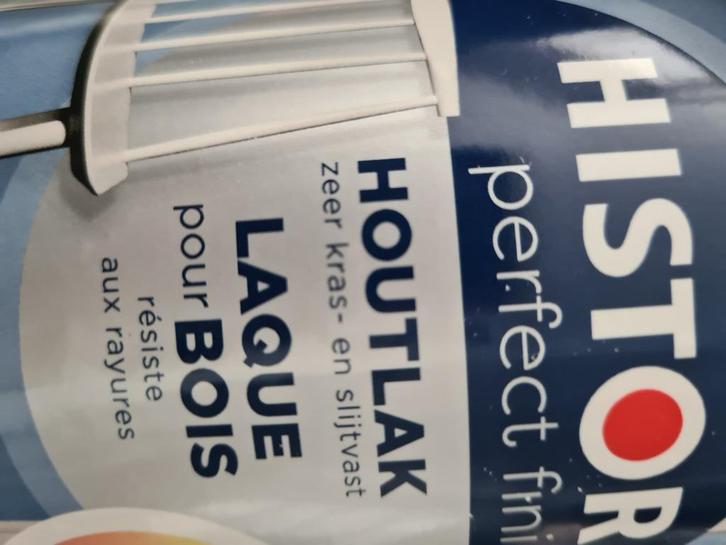 HISTOR
perfect fini
HOUTLAK
zeer kras- en slijtvast
LAQUE
pour BOIS
résiste
aux rayures